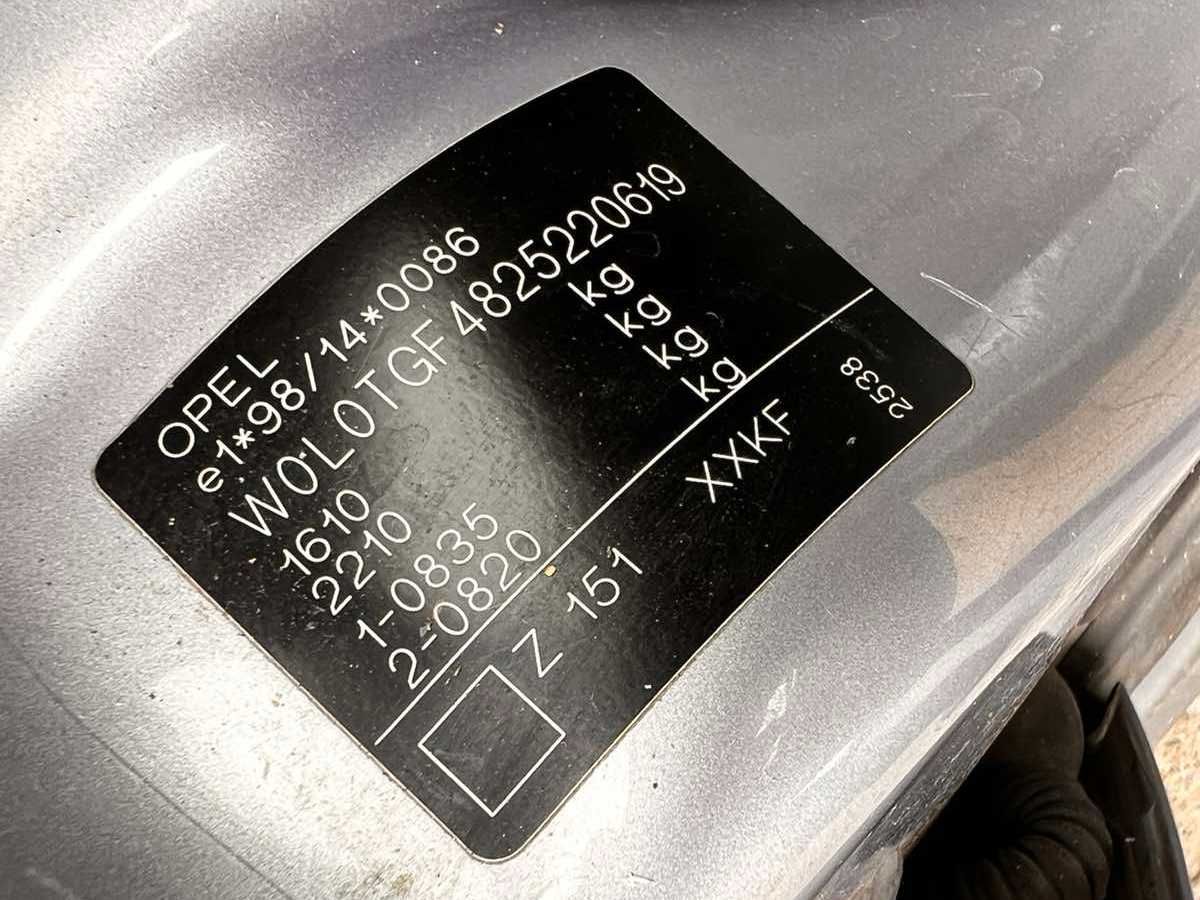 OPEL
e1*98/14*0086
W0L0TGF4825220619
1610 kg
2210 kg
1-0835 kg
2-0820 kg
Z 151 XXKF
2538